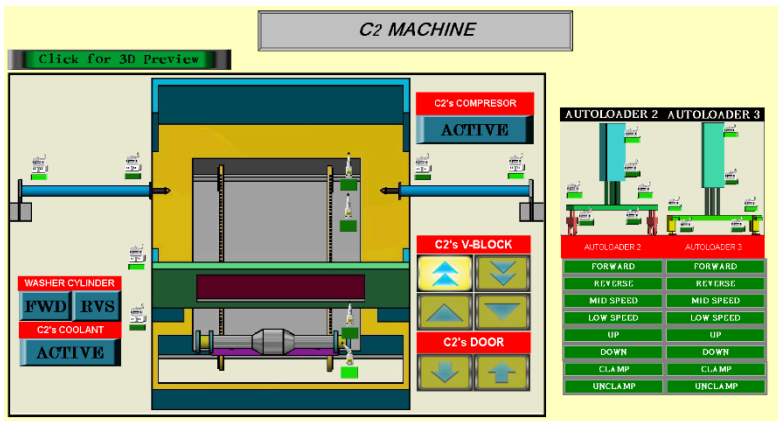 C2 MACHINE
Click for 3D Preview
C2's COMPRESOR
ACTIVE
C2's V-BLOCK
C2's DOOR
WASHER CYLINDER
FWD RVS
C2's COOLANT
ACTIVE
AUTOLOADER 2 AUTOLOADER 3
AUTOLOADER 2 AUTOLOADER 3
FORWARD FORWARD
REVERSE REVERSE
MID SPEED MID SPEED
LOW SPEED LOW SPEED
UP UP
DOWN DOWN
CLAMP CLAMP
UNCLAMP UNCLAMP